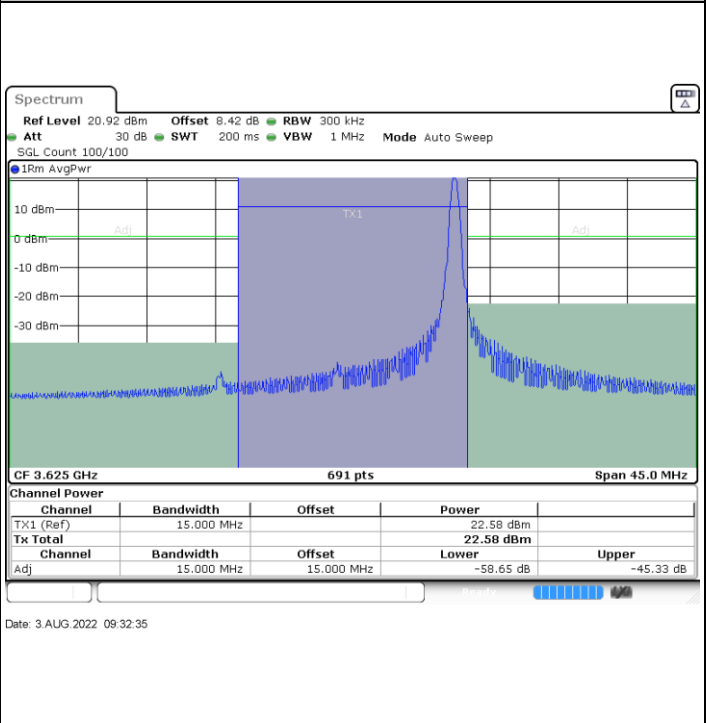 Spectrum
Ref Level 20.92 dBm Offset 8.42 dB RBW 300 kHz
Att 30 dB SWT 200 ms VBW 1 MHz Mode Auto Sweep
SGL Count 100/100
1Rm AvgPwr
10 dBm
TX1
Adj
Adj
0 dBm
-10 dBm
-20 dBm
-30 dBm
CF 3.625 GHz 691 pts Span 45.0 MHz
Channel Power
Channel Bandwidth Offset Power
TX1 (Ref) 15.000 MHz 22.58 dBm
Tx Total 22.58 dBm
Channel Bandwidth Offset Lower Upper
Adj 15.000 MHz 15.000 MHz -58.65 dB -45.33 dB
Ready
Date: 3.AUG.2022 09:32:35